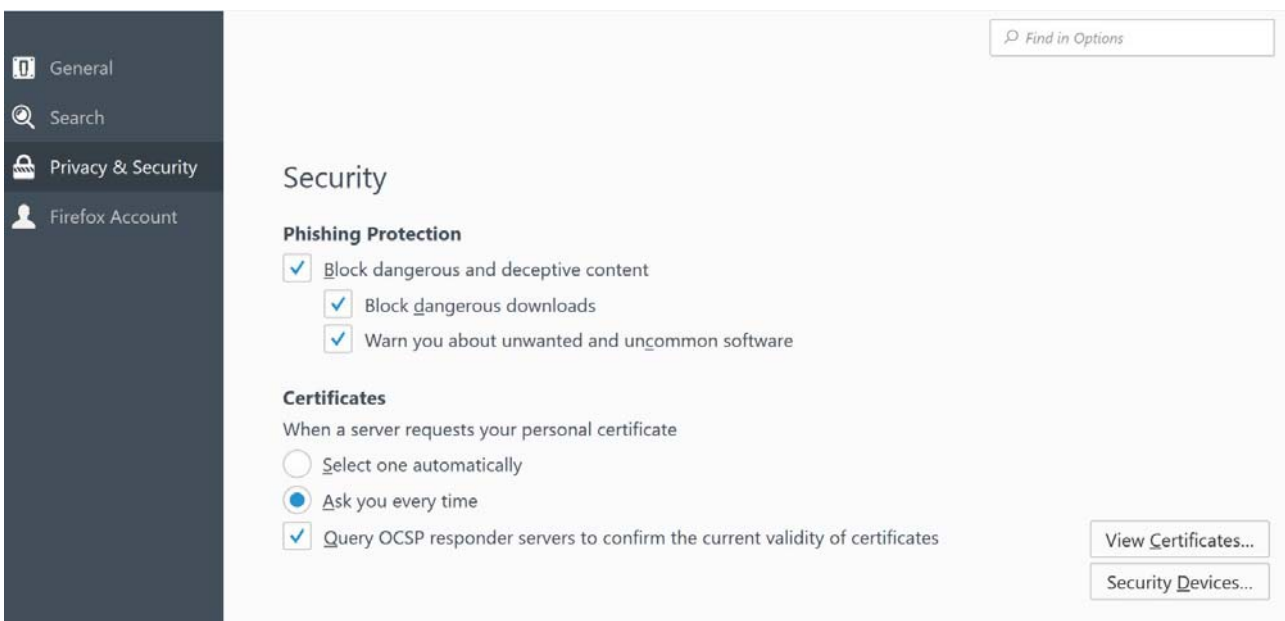 Find in Options
General
Search
Privacy & Security
Firefox Account
Security
Phishing Protection
Block dangerous and deceptive content
Block dangerous downloads
Warn you about unwanted and uncommon software
Certificates
When a server requests your personal certificate
Select one automatically
Ask you every time
Query OCSP responder servers to confirm the current validity of certificates
View Certificates...
Security Devices...